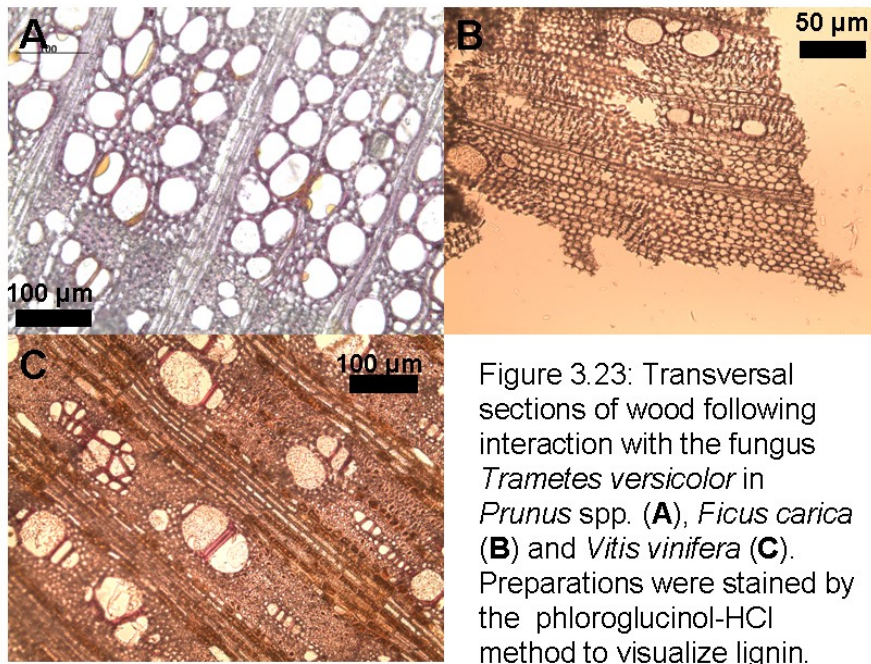 A
100
100 µm
B
50 µm
C
100 µm
Figure 3.23: Transversal
sections of wood following
interaction with the fungus
Trametes versicolor in
Prunus spp. (A), Ficus carica
(B) and Vitis vinifera (C).
Preparations were stained by
the phloroglucinol-HCl
method to visualize lignin.